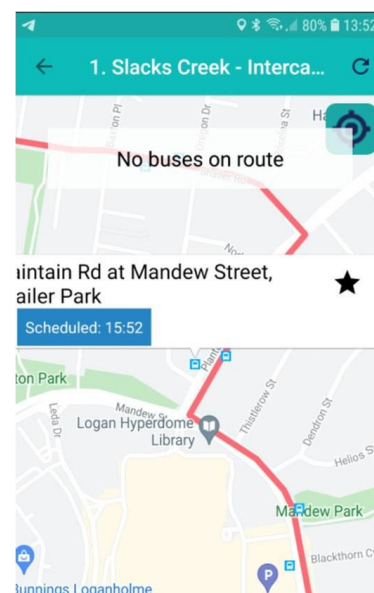 80% 13:52
1. Slacks Creek - Interca...
No buses on route
aintain Rd at Mandew Street,
ailer Park
Scheduled: 15:52
ton Park
Leda Dr
Mandew St
Logan Hyperdome
Library
Thistlerow St
Dendron St
Helios S
Mandew Park
Blackthorn C
P
Bunnings Loganholme